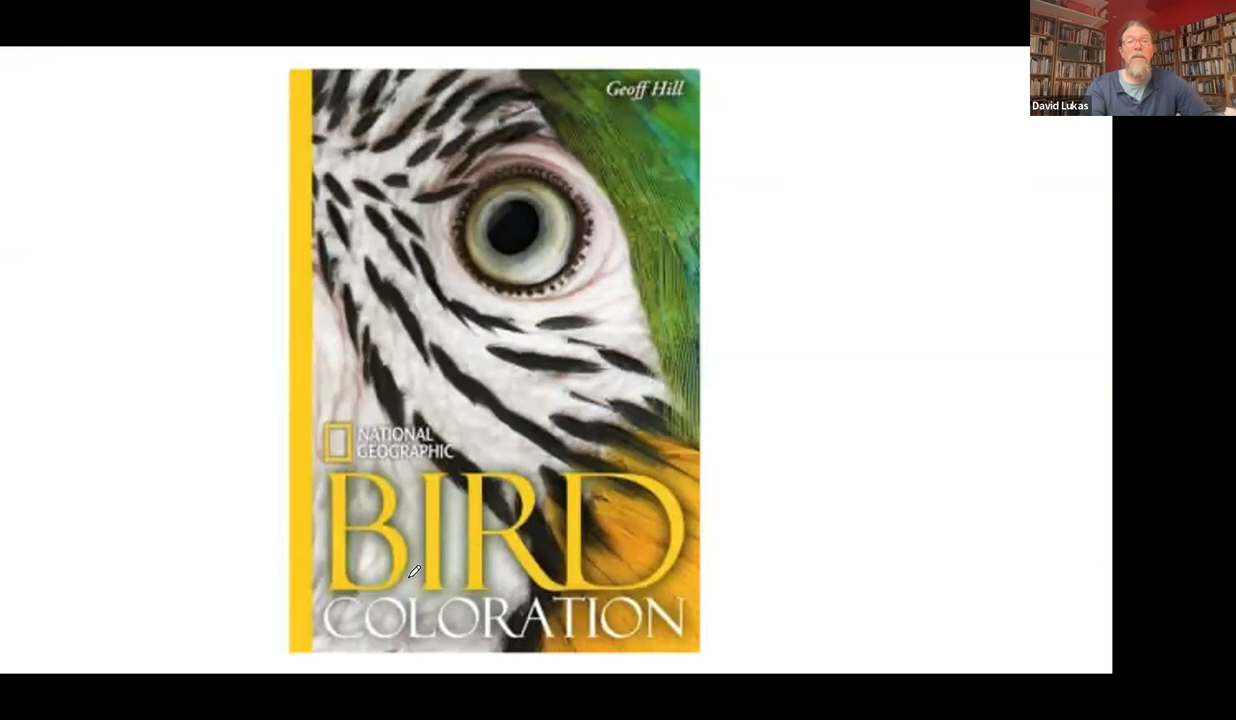 Geoff Hill
NATIONAL
GEOGRAPHIC
BIRD
COLORATION
David Lukas